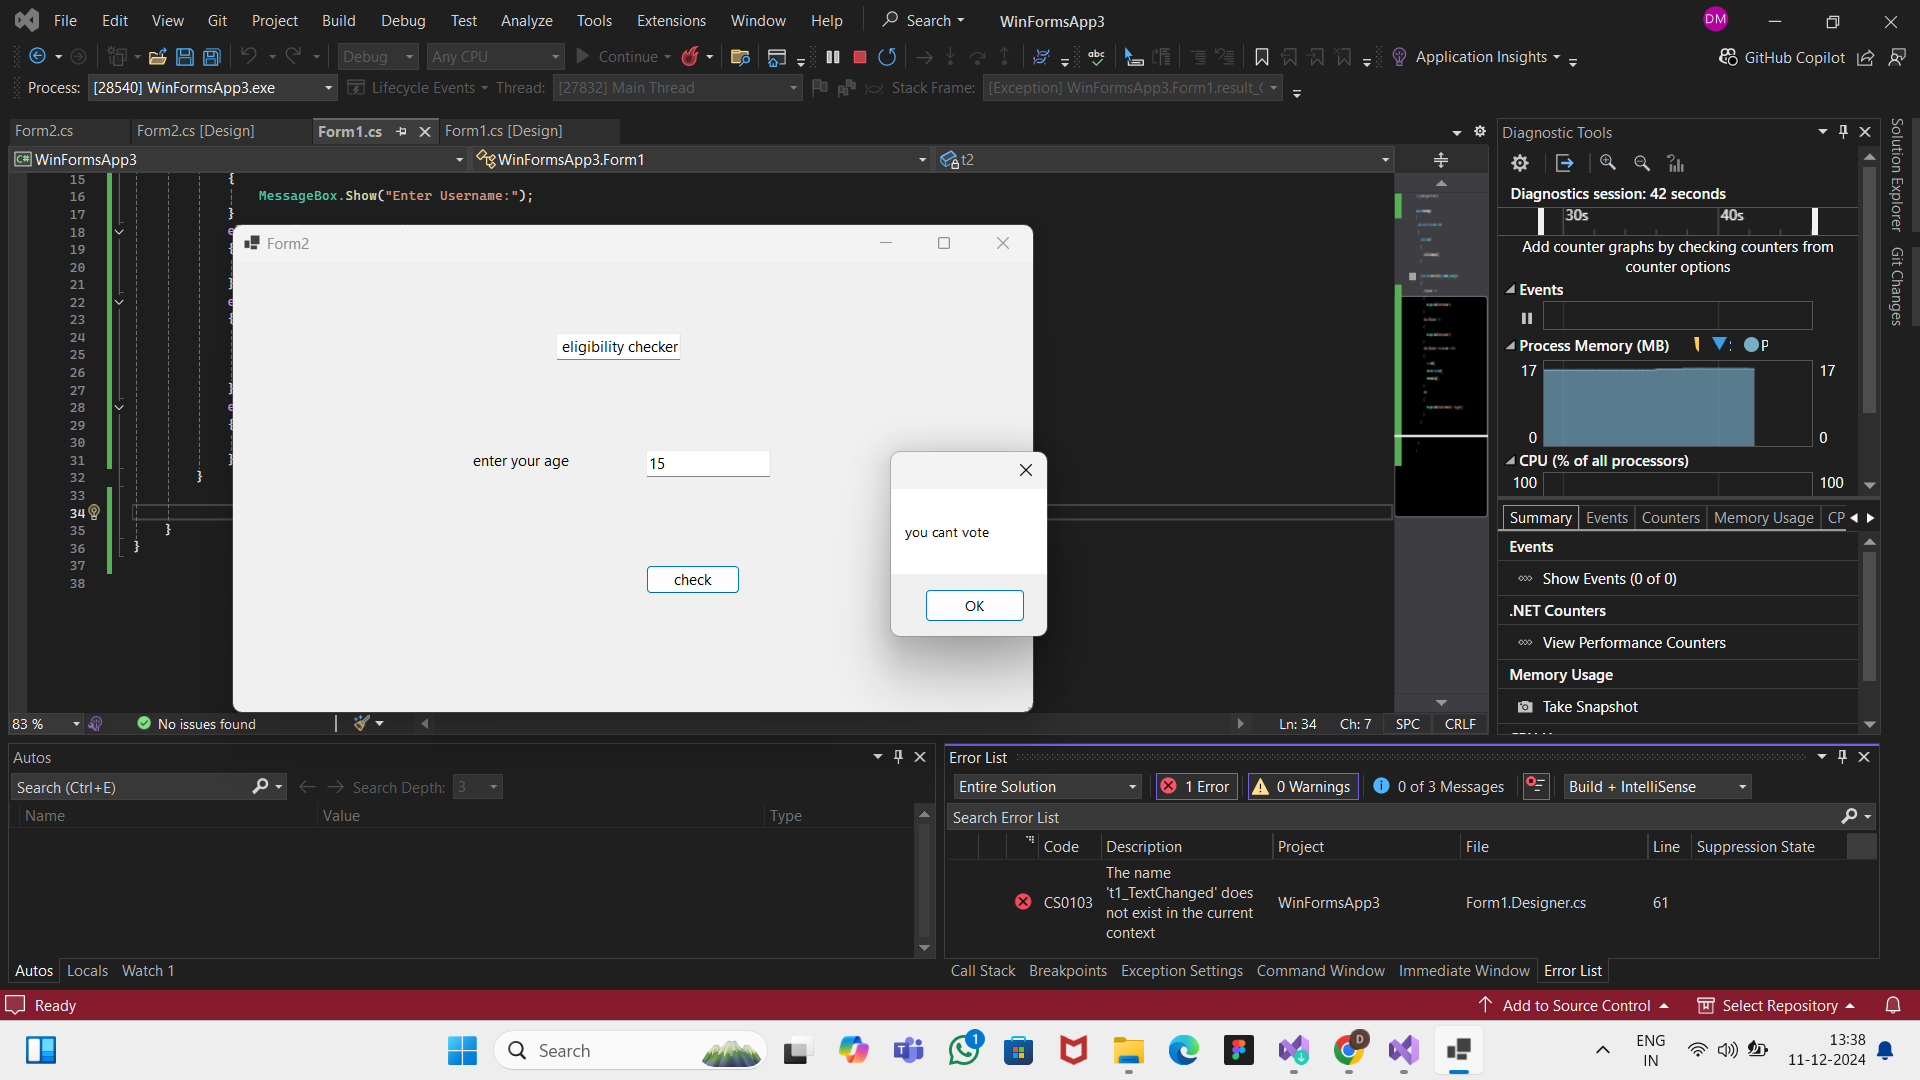 File Edit View Git Project Build Debug Test Analyze Tools Extensions Window Help Search WinFormsApp3 DM
Debug Any CPU Continue Application Insights GitHub Copilot
Process: [28540] WinFormsApp3.exe Lifecycle Events Thread: [27832] Main Thread Stack Frame: [Exception] WinFormsApp3.Form1.result_
Form2.cs Form2.cs [Design] Form1.cs Form1.cs [Design]
WinFormsApp3 WinFormsApp3.Form1 t2
15 {
16 MessageBox.Show("Enter Username:");
17 }
18 e
19 {
20
21 }
22 e
23 {
24
25
26
27 }
28 e
29 {
30
31 }
32 }
33
34
35 }
36 }
37
38
Form2
eligibility checker
enter your age 15
check
you cant vote
OK
83 % No issues found Ln: 34 Ch: 7 SPC CRLF
Diagnostic Tools
Diagnostics session: 42 seconds
30s 40s
Add counter graphs by checking counters from
counter options
Events
Process Memory (MB) P
17 17
0 0
CPU (% of all processors)
100 100
Summary Events Counters Memory Usage CP
Events
Show Events (0 of 0)
.NET Counters
View Performance Counters
Memory Usage
Take Snapshot
Solution Explorer
Git Changes
Autos
Search (Ctrl+E) Search Depth: 3
Name Value Type
Autos Locals Watch 1
Error List
Entire Solution 1 Error 0 Warnings 0 of 3 Messages Build + IntelliSense
Search Error List
Code Description Project File Line Suppression State
The name
't1_TextChanged' does
CS0103 not exist in the current WinFormsApp3 Form1.Designer.cs 61
context
Call Stack Breakpoints Exception Settings Command Window Immediate Window Error List
Ready Add to Source Control Select Repository
Search 1 D ENG
IN
13:38
11-12-2024